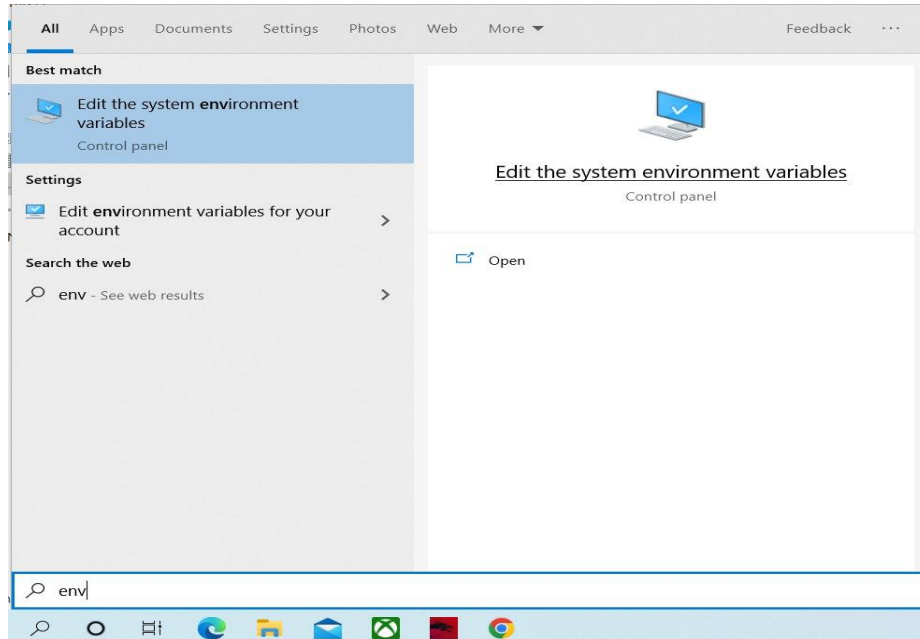 All Apps Documents Settings Photos Web More Feedback ...
Best match
Edit the system environment
variables
Control panel
Settings
Edit environment variables for your
account
Search the web
env - See web results
Edit the system environment variables
Control panel
Open
env